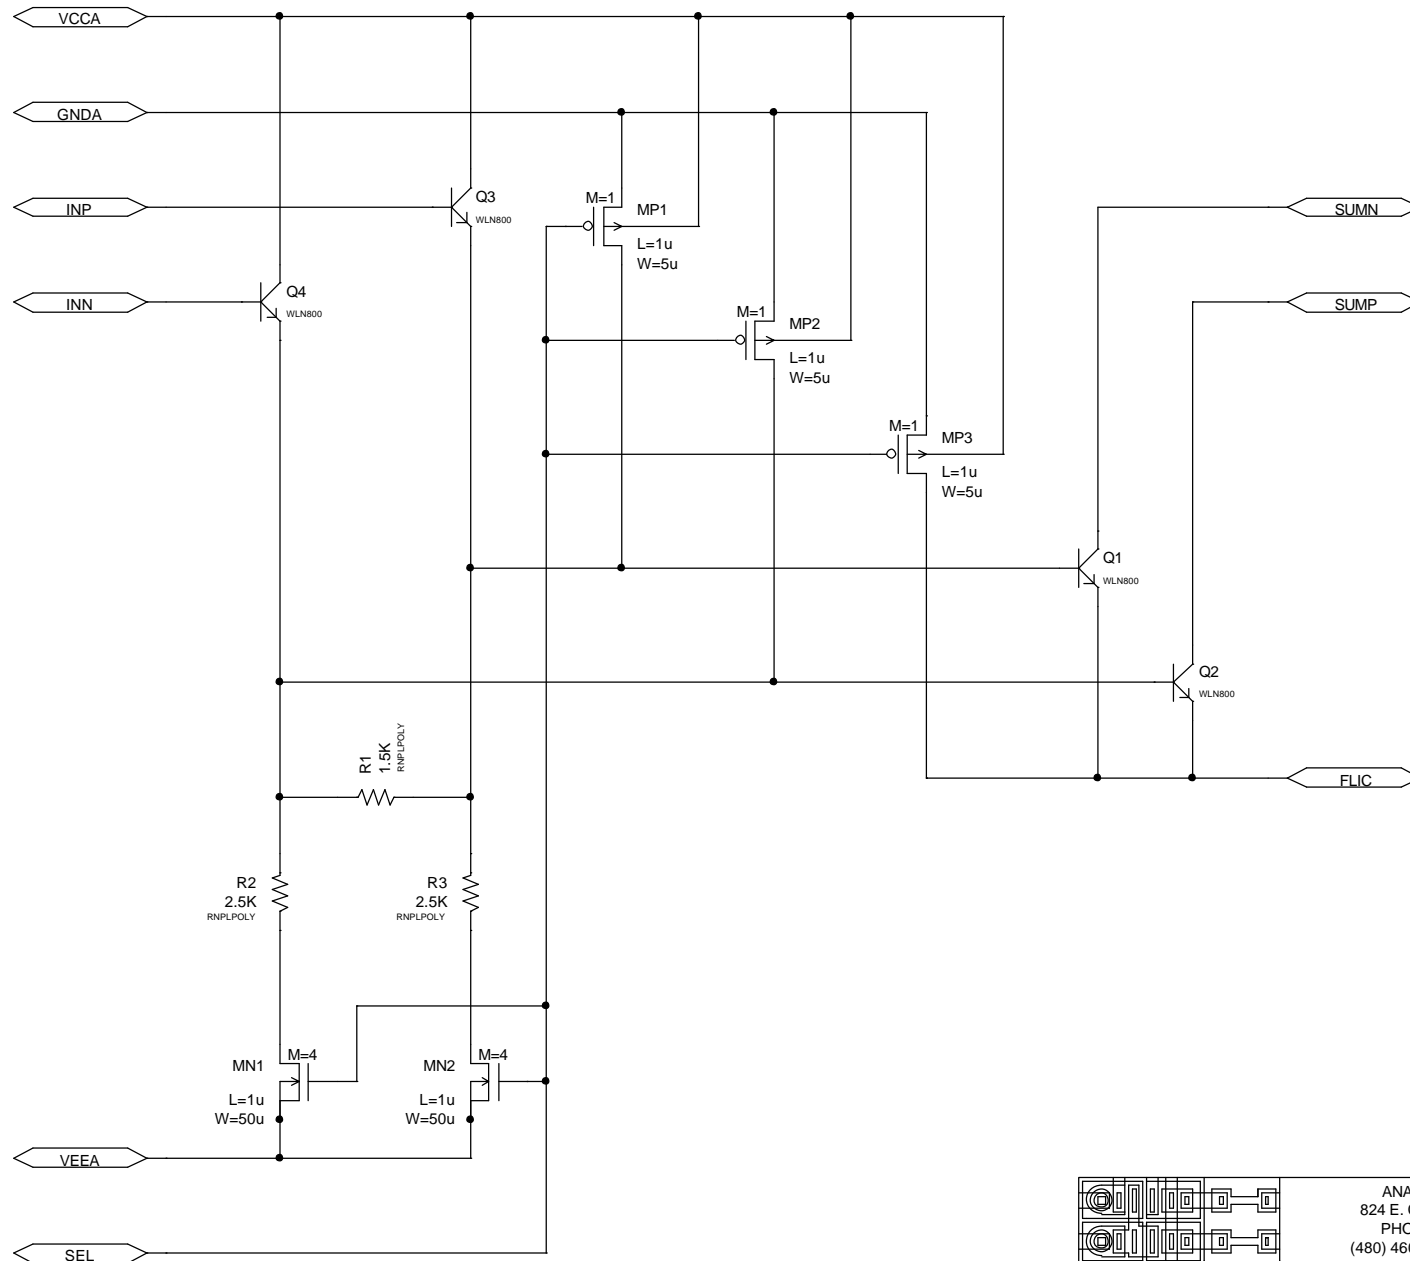 VCCA
GNDA
INP
Q3
WLN800
M=1
MP1
L=1u
W=5u
SUMN
INN
Q4
WLN800
M=1
MP2
L=1u
W=5u
SUMP
M=1
MP3
L=1u
W=5u
Q1
WLN800
Q2
WLN800
R1
1.5K
RNPLPOLY
FLIC
R2
2.5K
RNPLPOLY
R3
2.5K
RNPLPOLY
MN1
M=4
L=1u
W=50u
MN2
M=4
L=1u
W=50u
VEEA
SEL
ANA
824 E.
PHO
(480) 46